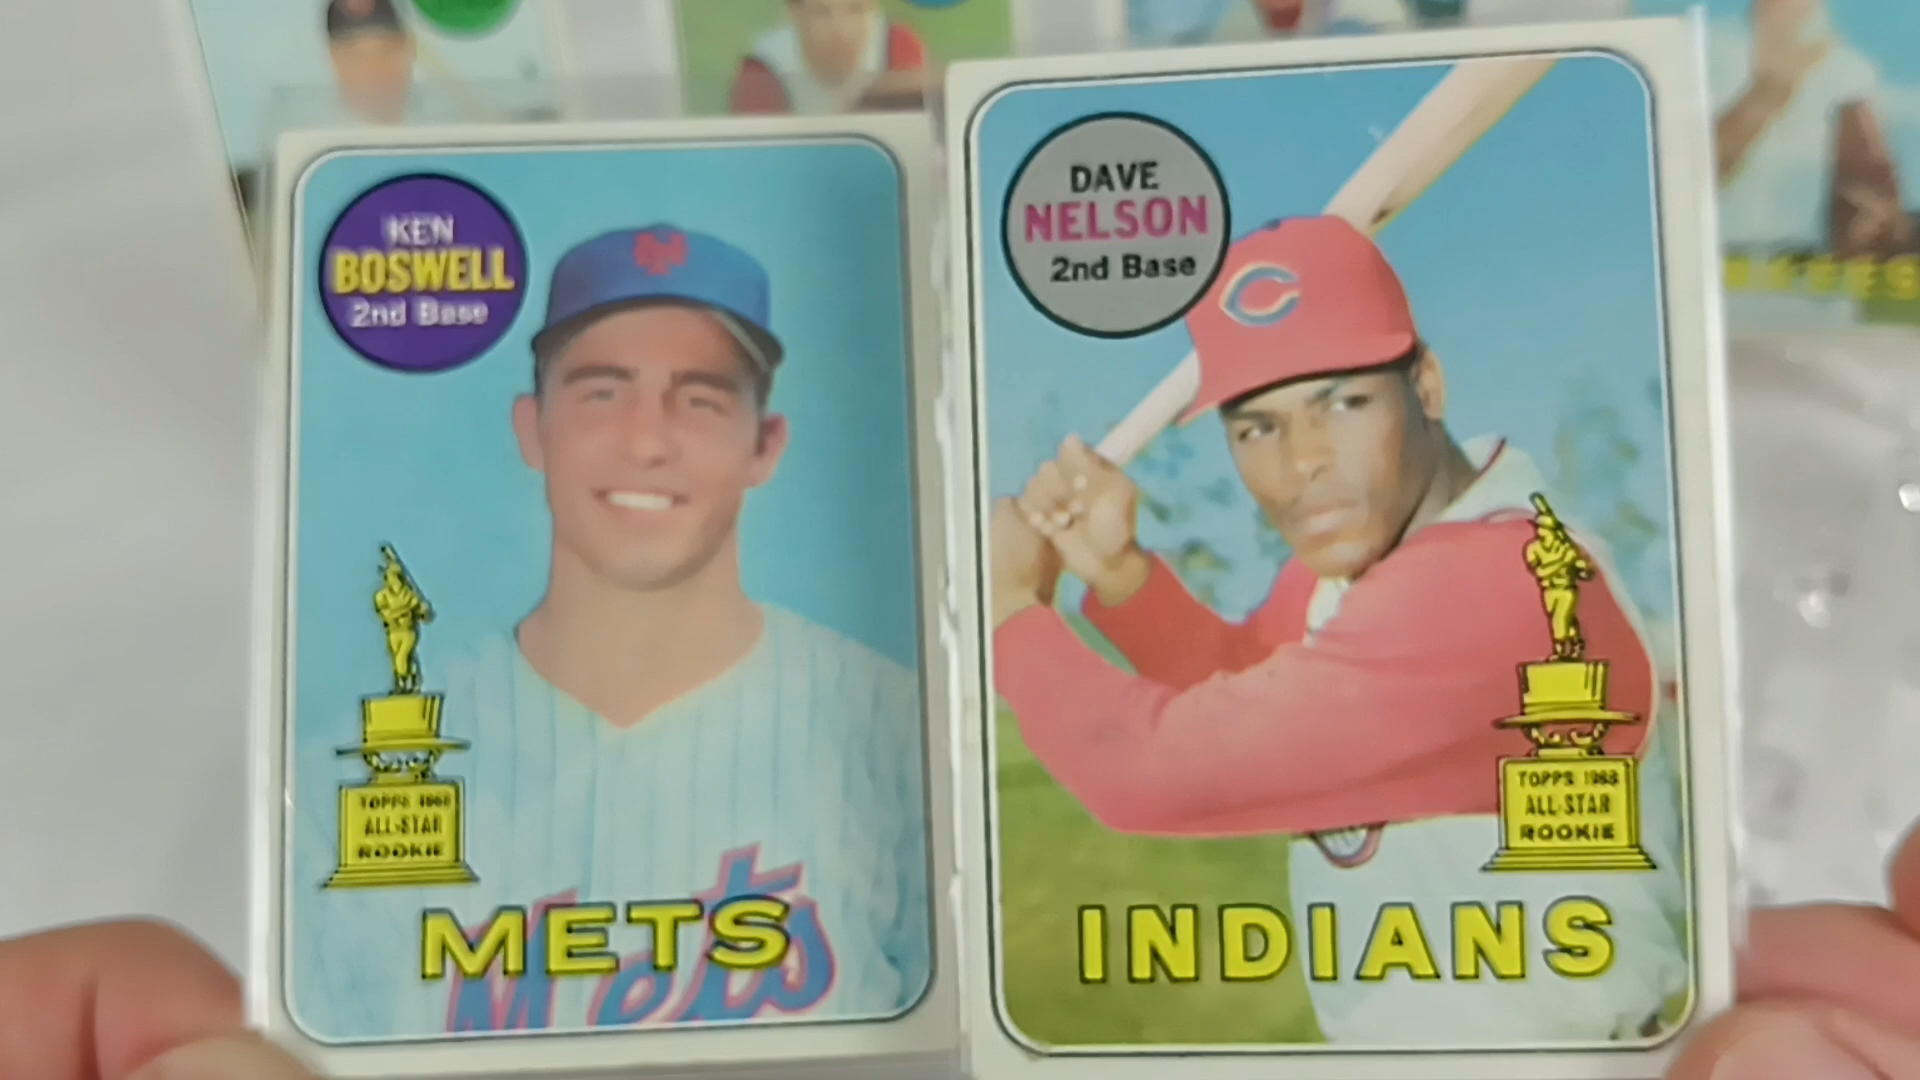 KEN
BOSWELL
2nd Base
TOPPS 1968
ALL-STAR
ROOKIE
Mets
METS
DAVE
NELSON
2nd Base
C
TOPPS 1968
ALL-STAR
ROOKIE
INDIANS